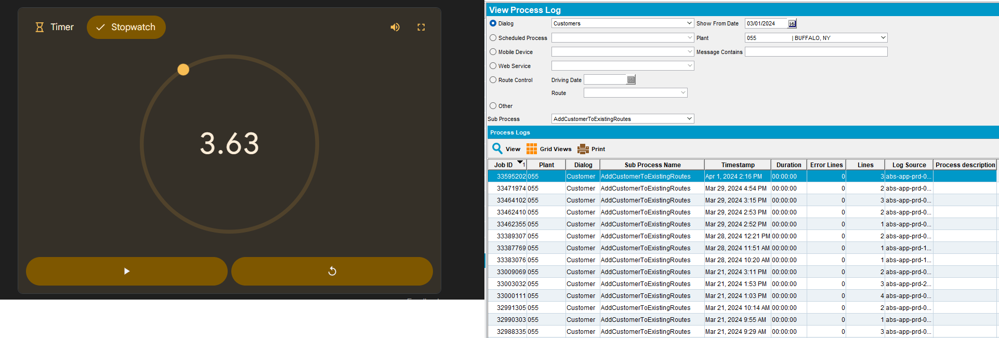 Timer
Stopwatch
3.63
View Process Log
Dialog Customers Show From Date 03/01/2024 16
Scheduled Process Plant 055 | BUFFALO, NY
Mobile Device Message Contains
Web Service
Route Control Driving Date 16
Route
Other
Sub Process AddCustomerToExistingRoutes
Process Logs
View Grid Views Print
Job ID 1 Plant Dialog Sub Process Name Timestamp Duration Error Lines Lines Log Source Process description
33595202 055 Customer AddCustomerToExistingRoutes Apr 1, 2024 2:16 PM 00:00:00 0 3 abs-app-prd-0...
33471974 055 Customer AddCustomerToExistingRoutes Mar 29, 2024 4:54 PM 00:00:00 0 2 abs-app-prd-0...
33464102 055 Customer AddCustomerToExistingRoutes Mar 29, 2024 3:15 PM 00:00:00 0 3 abs-app-prd-0...
33462410 055 Customer AddCustomerToExistingRoutes Mar 29, 2024 2:53 PM 00:00:00 0 2 abs-app-prd-0...
33462355 055 Customer AddCustomerToExistingRoutes Mar 29, 2024 2:52 PM 00:00:00 0 1 abs-app-prd-0...
33389307 055 Customer AddCustomerToExistingRoutes Mar 28, 2024 12:21 PM 00:00:00 0 2 abs-app-prd-0...
33387769 055 Customer AddCustomerToExistingRoutes Mar 28, 2024 11:51 AM 00:00:00 0 1 abs-app-prd-1...
33383076 055 Customer AddCustomerToExistingRoutes Mar 28, 2024 10:20 AM 00:00:00 0 1 abs-app-prd-1...
33009069 055 Customer AddCustomerToExistingRoutes Mar 21, 2024 3:11 PM 00:00:00 0 2 abs-app-prd-0...
33003032 055 Customer AddCustomerToExistingRoutes Mar 21, 2024 1:53 PM 00:00:00 0 3 abs-app-prd-2...
33000111 055 Customer AddCustomerToExistingRoutes Mar 21, 2024 1:03 PM 00:00:00 0 4 abs-app-prd-0...
32991305 055 Customer AddCustomerToExistingRoutes Mar 21, 2024 10:14 AM 00:00:00 0 2 abs-app-prd-0...
32990303 055 Customer AddCustomerToExistingRoutes Mar 21, 2024 9:55 AM 00:00:00 0 1 abs-app-prd-0...
32988335 055 Customer AddCustomerToExistingRoutes Mar 21, 2024 9:29 AM 00:00:00 0 3 abs-app-prd-0...